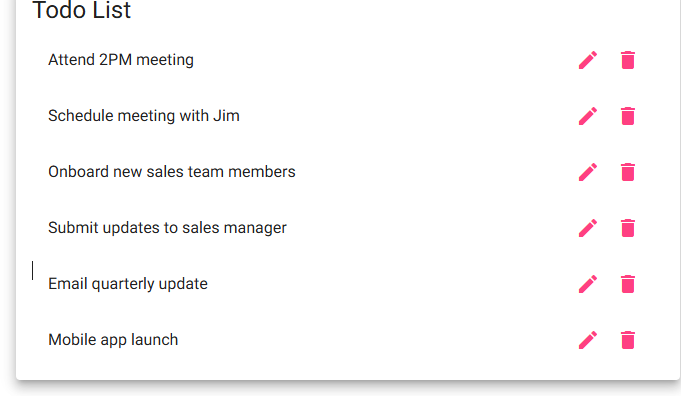 Todo List
Attend 2PM meeting
Schedule meeting with Jim
Onboard new sales team members
Submit updates to sales manager
Email quarterly update
Mobile app launch